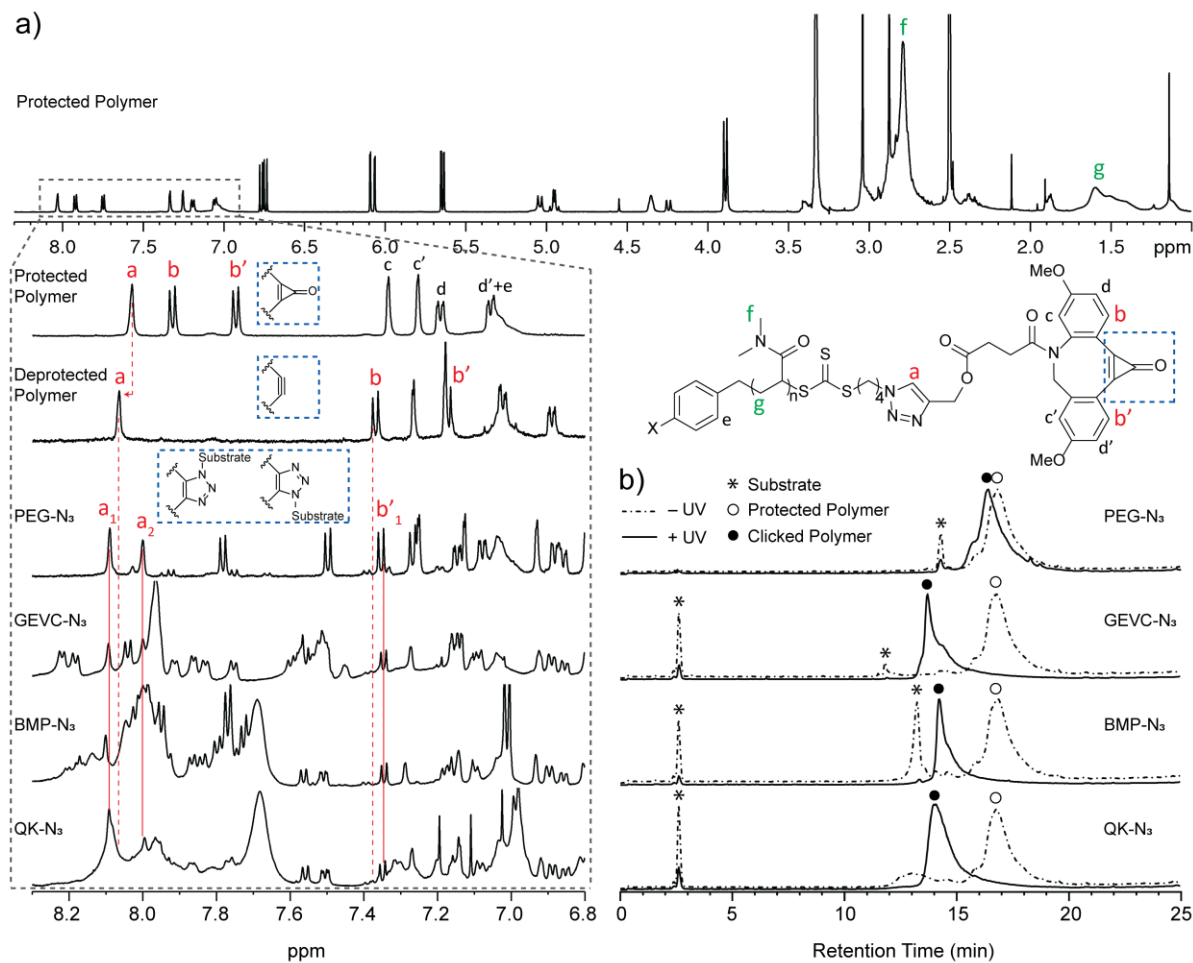 a)
f
Protected Polymer
g
8.0 7.5 7.0 6.5 6.0 5.5 5.0 4.5 4.0 3.5 3.0 2.5 2.0 1.5 ppm
Protected
Polymer
a b b' c c' d d'+e
O
Deprotected
Polymer
a b b'
Substrate
N N N
N N N
Substrate
PEG-N₃
a₁ a₂ b'₁
GEVC-N₃
BMP-N₃
QK-N₃
8.2 8.0 7.8 7.6 7.4 7.2 7.0 6.8
ppm
MeO d
c b
f
N O
S
S S
n
g
X
e
4
a
N N N
O
O
O
N
O
c' b'
d'
MeO
b)
* Substrate
– UV ○ Protected Polymer
+ UV ● Clicked Polymer
PEG-N₃
* GEVC-N₃
*
* BMP-N₃
*
* QK-N₃
0 5 10 15 20 25
Retention Time (min)